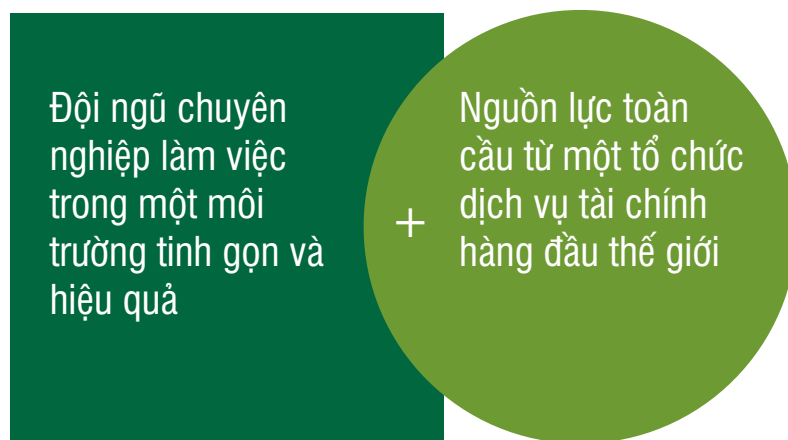 Đội ngũ chuyên
nghiệp làm việc
trong một môi
trường tinh gọn và
hiệu quả
+
Nguồn lực toàn
cầu từ một tổ chức
dịch vụ tài chính
hàng đầu thế giới